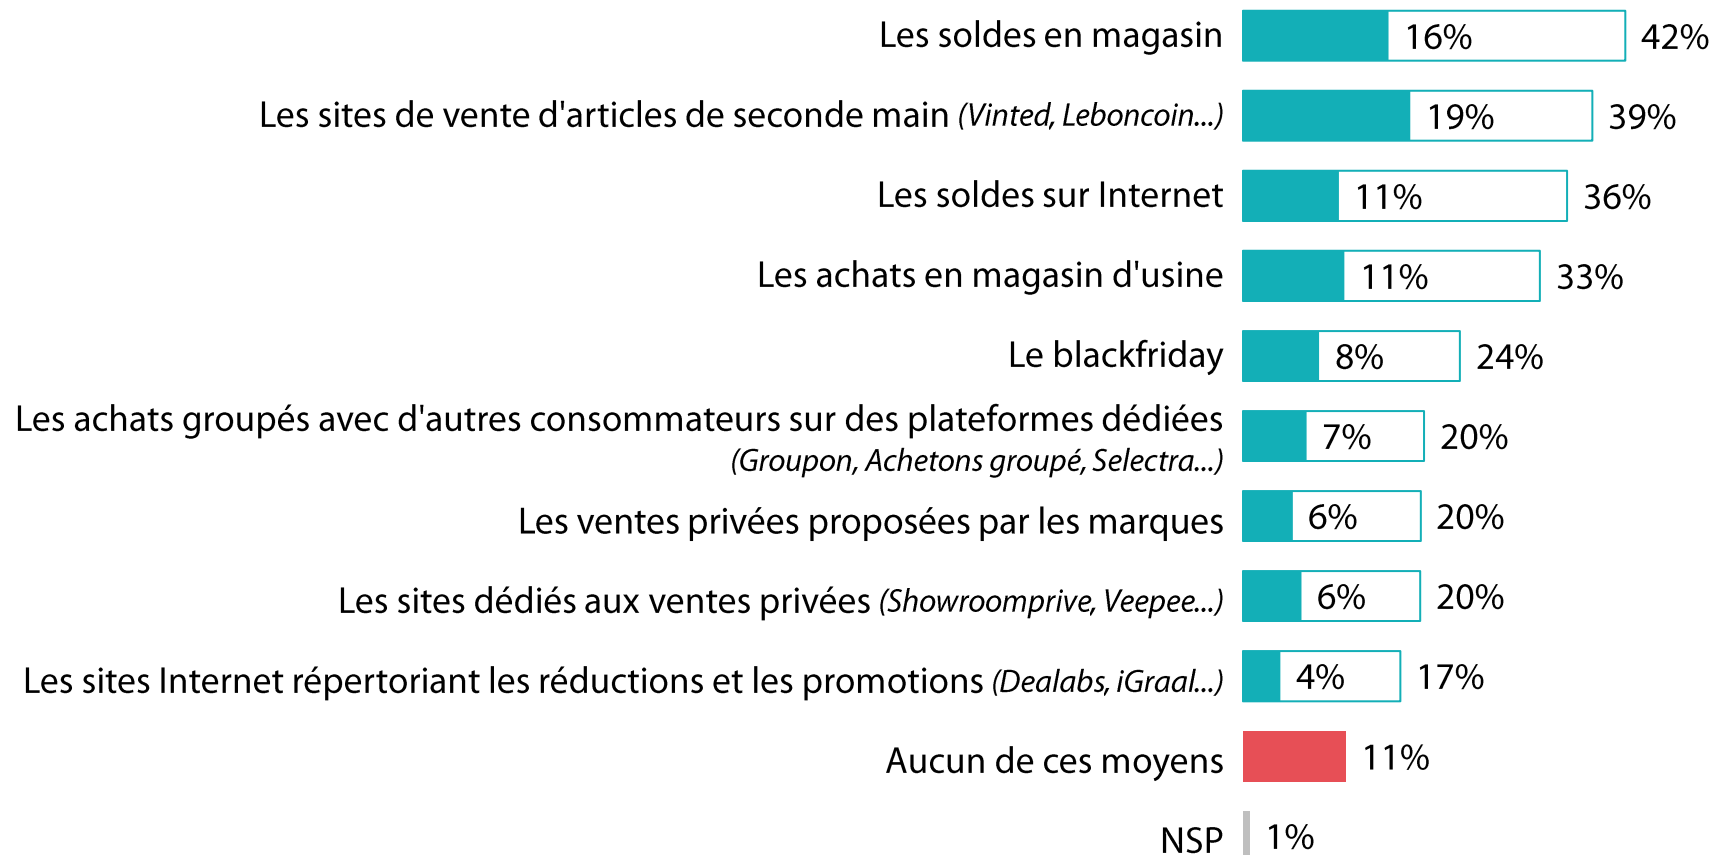 Les soldes en magasin 16% 42%
Les sites de vente d'articles de seconde main (Vinted, Leboncoin...) 19% 39%
Les soldes sur Internet 11% 36%
Les achats en magasin d'usine 11% 33%
Le blackfriday 8% 24%
Les achats groupés avec d'autres consommateurs sur des plateformes dédiées
(Groupon, Achetons groupé, Selectra...) 7% 20%
Les ventes privées proposées par les marques 6% 20%
Les sites dédiés aux ventes privées (Showroomprive, Veepee...) 6% 20%
Les sites Internet répertoriant les réductions et les promotions (Dealabs, iGraal...) 4% 17%
Aucun de ces moyens 11%
NSP 1%